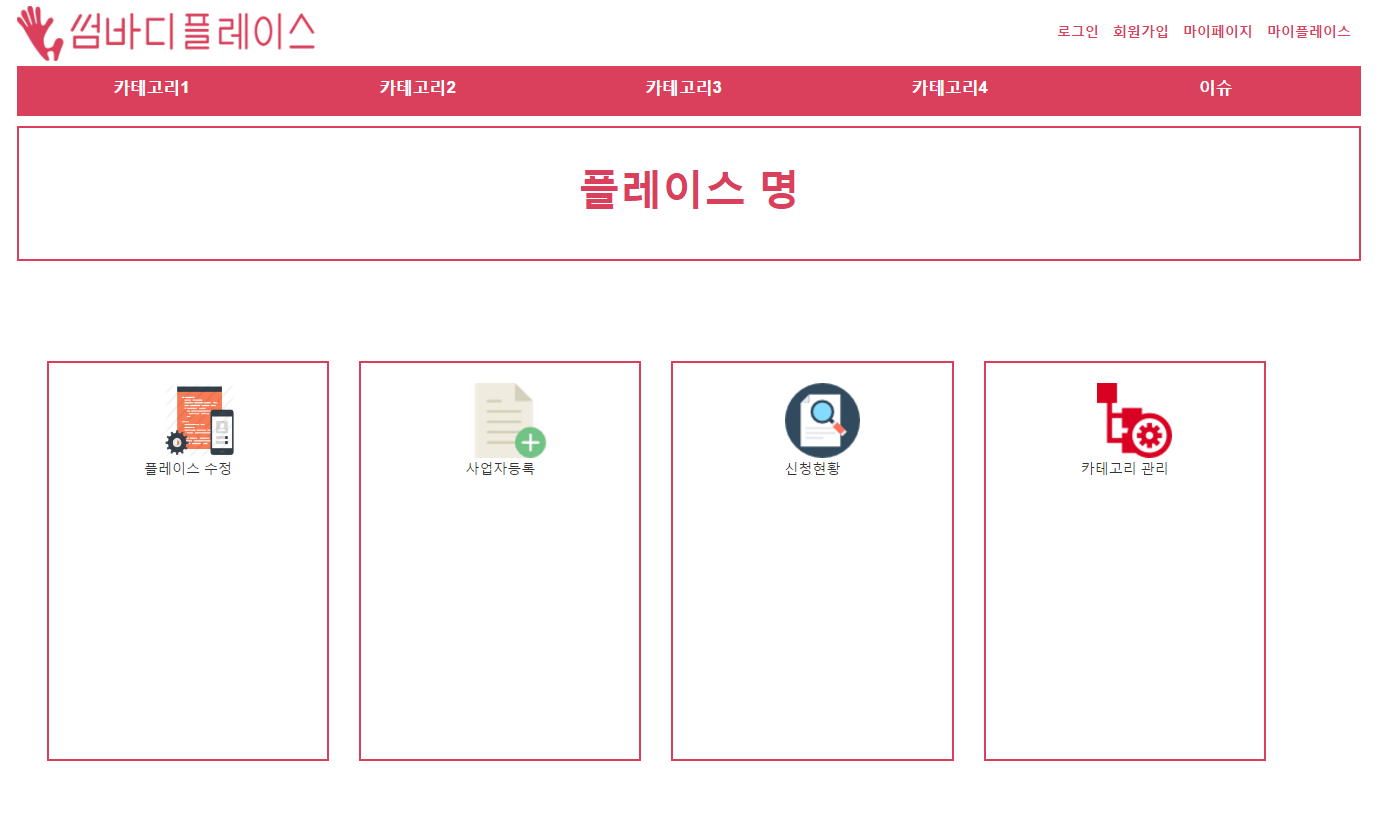 썸바디플레이스
로그인 회원가입 마이페이지 마이플레이스
카테고리1 카테고리2 카테고리3 카테고리4 이슈
플레이스 명
플레이스 수정 사업자등록 신청현황 카테고리 관리